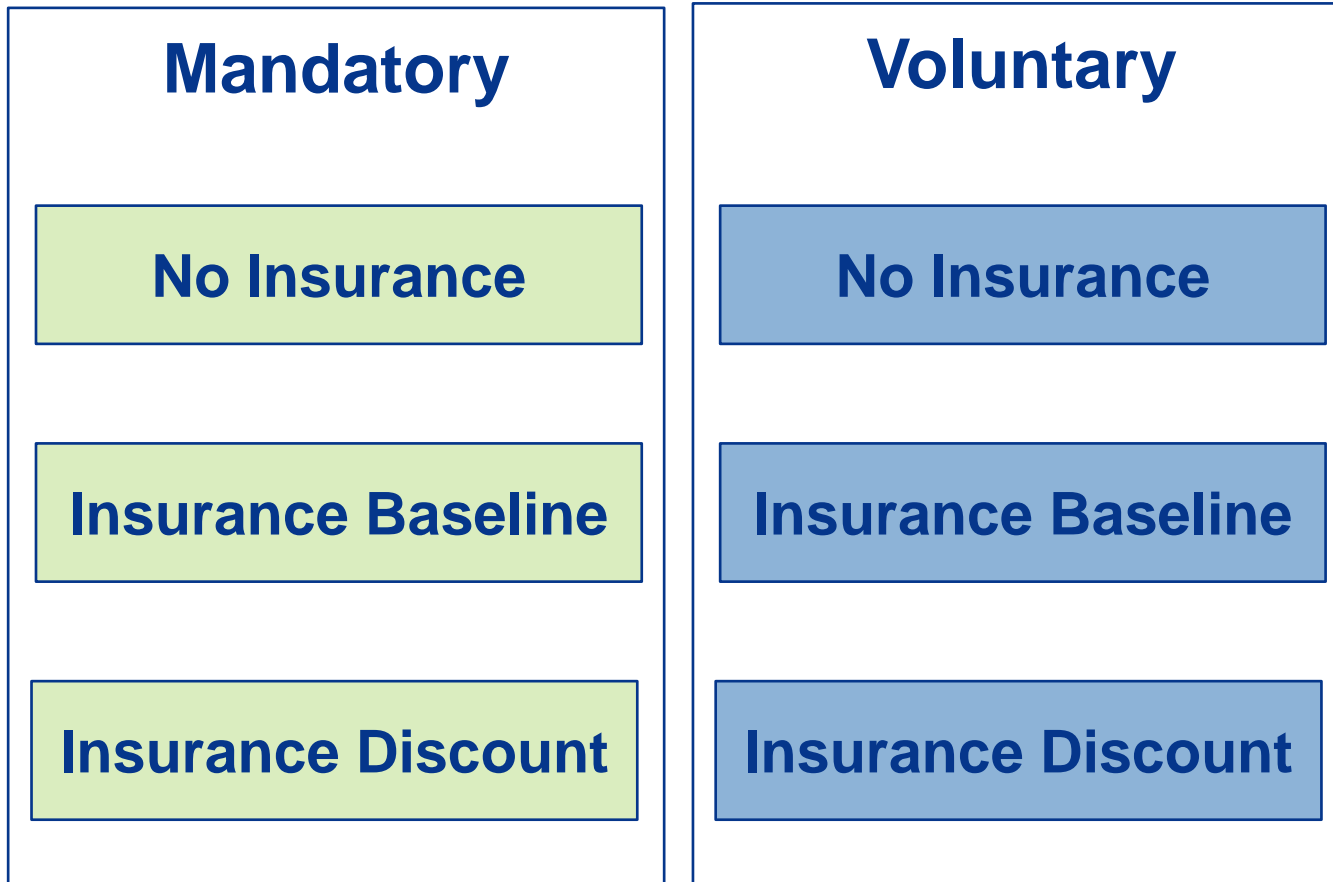 Mandatory
No Insurance
Insurance Baseline
Insurance Discount
Voluntary
No Insurance
Insurance Baseline
Insurance Discount